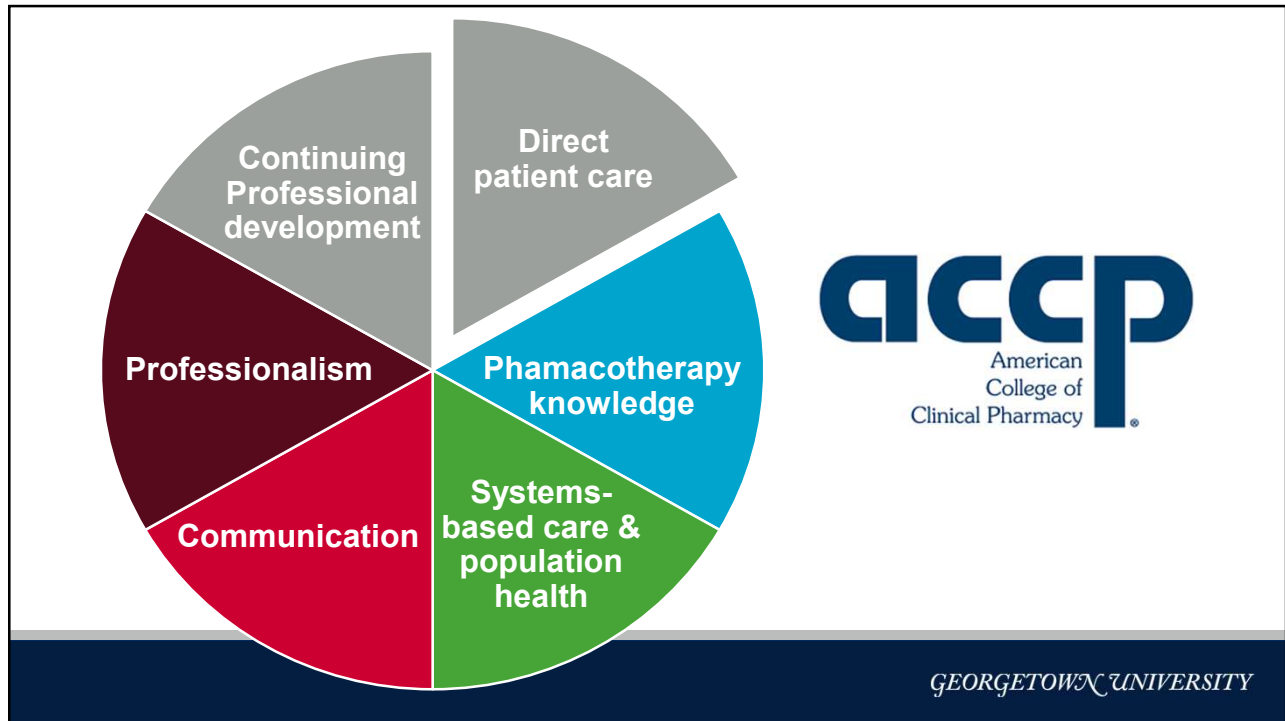 Direct
patient care
Phamacotherapy
knowledge
Systems-
based care &
population
health
Communication
Professionalism
Continuing
Professional
development
accp
American
College of
Clinical Pharmacy
®
GEORGETOWN UNIVERSITY